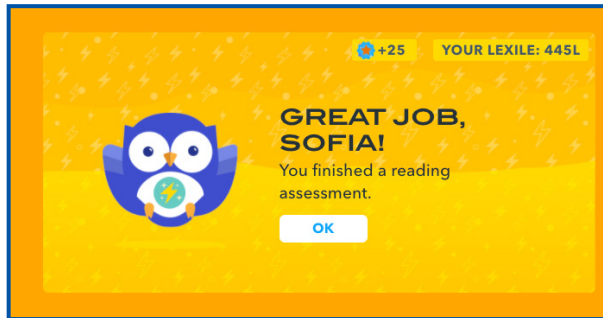 +25 YOUR LEXILE: 445L
GREAT JOB,
SOFIA!
You finished a reading
assessment.
OK